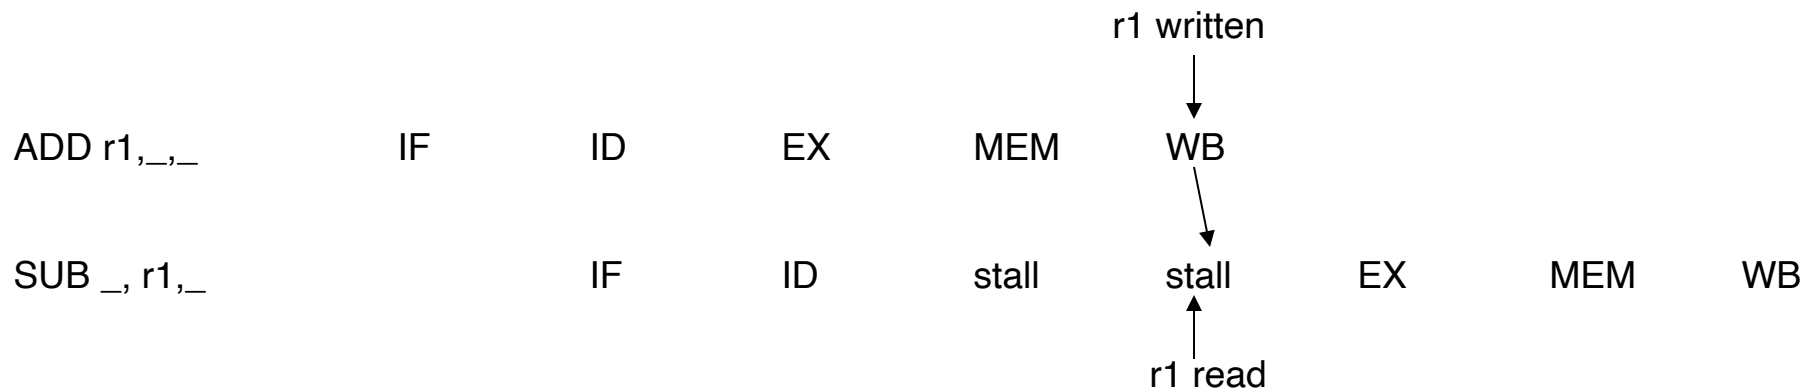 r1 written
ADD r1,_,_ IF ID EX MEM WB
SUB _, r1,_ IF ID stall stall EX MEM WB
r1 read